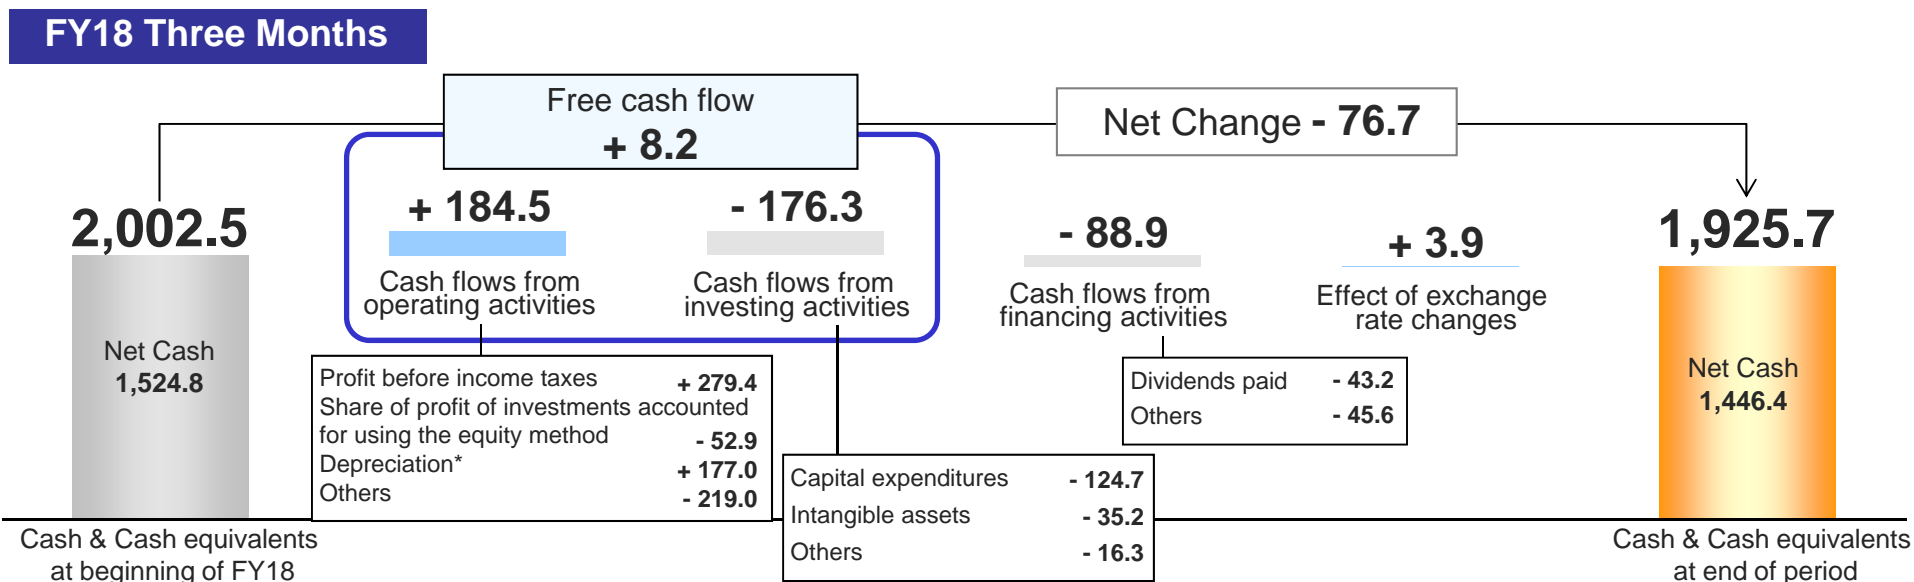 FY18 Three Months
Free cash flow
+ 8.2
Net Change - 76.7
2,002.5
+ 184.5
- 176.3
- 88.9
+ 3.9
1,925.7
Cash flows from
operating activities
Cash flows from
investing activities
Cash flows from
financing activities
Effect of exchange
rate changes
Net Cash
1,524.8
Net Cash
1,446.4
Profit before income taxes + 279.4
Share of profit of investments accounted
for using the equity method - 52.9
Depreciation* + 177.0
Others - 219.0
Dividends paid - 43.2
Others - 45.6
Capital expenditures - 124.7
Intangible assets - 35.2
Others - 16.3
Cash & Cash equivalents
at beginning of FY18
Cash & Cash equivalents
at end of period